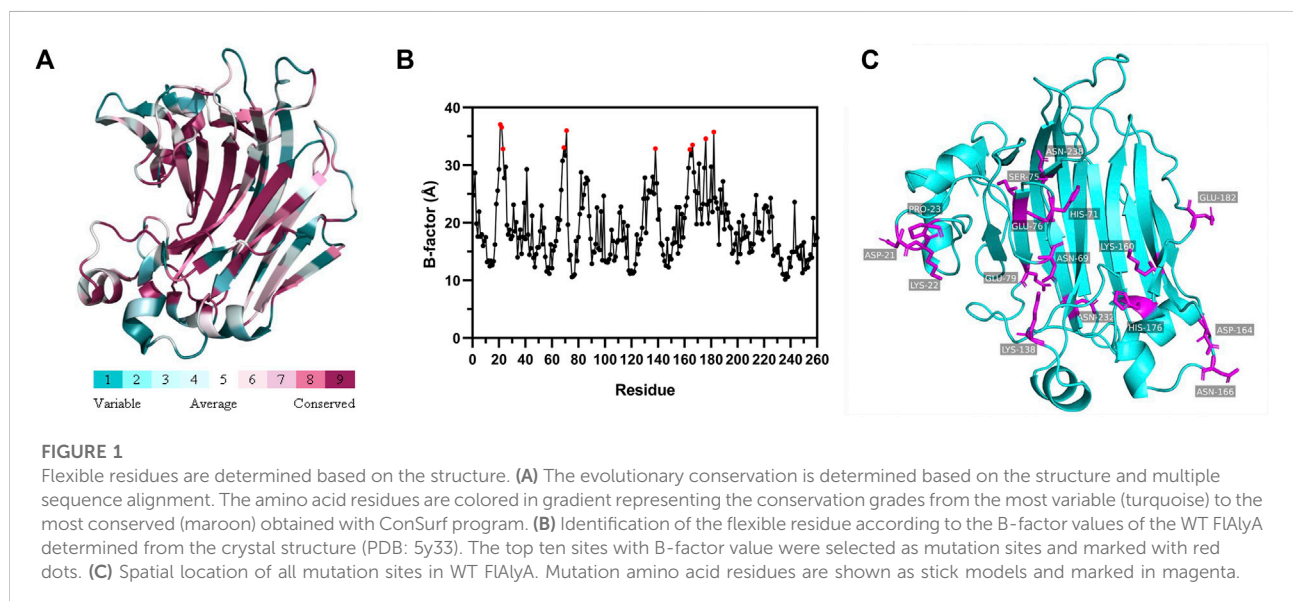 A
1 2 3 4 5 6 7 8 9
Variable Average Conserved
B
B-factor (Å)
40
30
20
10
0
0 20 40 60 80 100 120 140 160 180 200 220 240 260
Residue
C
ASN-238
SER-75
GLU-182
PRO-23
HIS-71
GLU-76
LYS-160
ASP-21
ASN-69
GLU-79
LYS-22
ASN-232
HIS-176
ASP-164
LYS-138
ASN-166
FIGURE 1
Flexible residues are determined based on the structure. (A) The evolutionary conservation is determined based on the structure and multiple
sequence alignment. The amino acid residues are colored in gradient representing the conservation grades from the most variable (turquoise) to the
most conserved (maroon) obtained with ConSurf program. (B) Identification of the flexible residue according to the B-factor values of the WT FlAlyA
determined from the crystal structure (PDB: 5y33). The top ten sites with B-factor value were selected as mutation sites and marked with red
dots. (C) Spatial location of all mutation sites in WT FlAlyA. Mutation amino acid residues are shown as stick models and marked in magenta.